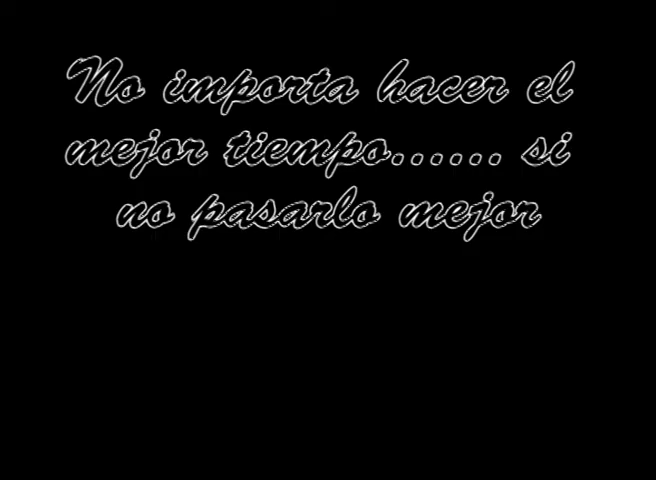 No importa hacer el
mejor tiempo...... si
no pasarlo mejor